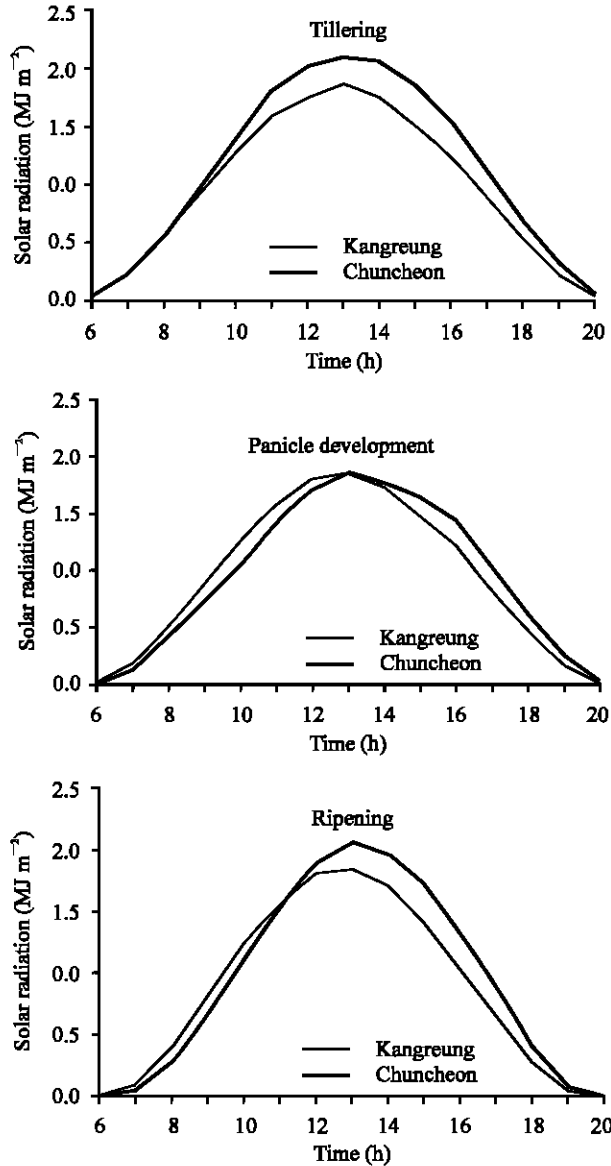 Tillering
Solar radiation (MJ m⁻²)
2.5
2.0
1.5
0.0
0.5
0.0
Kangreung
Chuncheon
6 8 10 12 14 16 18 20
Time (h)
Panicle development
Solar radiation (MJ m⁻²)
2.5
2.0
1.5
0.0
0.5
0.0
Kangreung
Chuncheon
6 8 10 12 14 16 18 20
Time (h)
Ripening
Solar radiation (MJ m⁻²)
2.5
2.0
1.5
0.0
0.5
0.0
Kangreung
Chuncheon
6 8 10 12 14 16 18 20
Time (h)